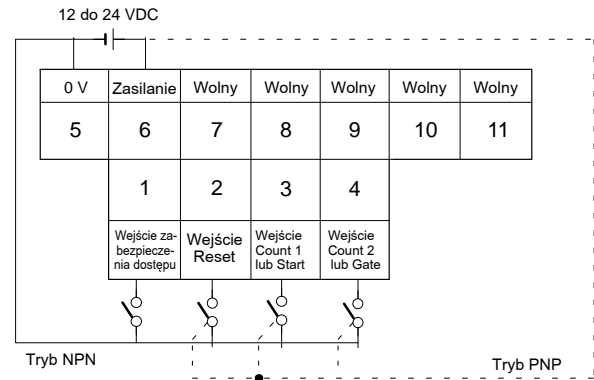 12 do 24 VDC
0 V Zasilanie Wolny Wolny Wolny Wolny Wolny
5 6 7 8 9 10 11
1 2 3 4
Wejście za-
bezpiecze-
nia dostępu
Wejście
Reset
Wejście
Count 1
lub Start
Wejście
Count 2
lub Gate
Tryb NPN
Tryb PNP